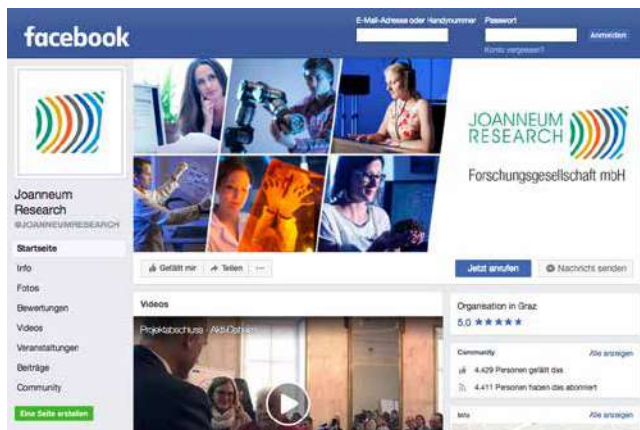 facebook
E-Mail-Adresse oder Handynummer
Passwort
Anmelden
Konto vergessen?
JOANNEUM
RESEARCH
Forschungsgesellschaft mbH
Joanneum
Research
@JOANNEUMRESEARCH
Startseite
Info
Fotos
Bewertungen
Videos
Veranstaltungen
Beiträge
Community
Eine Seite erstellen
Gefällt mir
Teilen
Jetzt anrufen
Nachricht senden
Videos
Projektabschluss - AktivDaheim
Organisation in Graz
5,0 ★★★★★
Community
Alle anzeigen
4.429 Personen gefällt das
4.411 Personen haben das abonniert
Info
Alle anzeigen